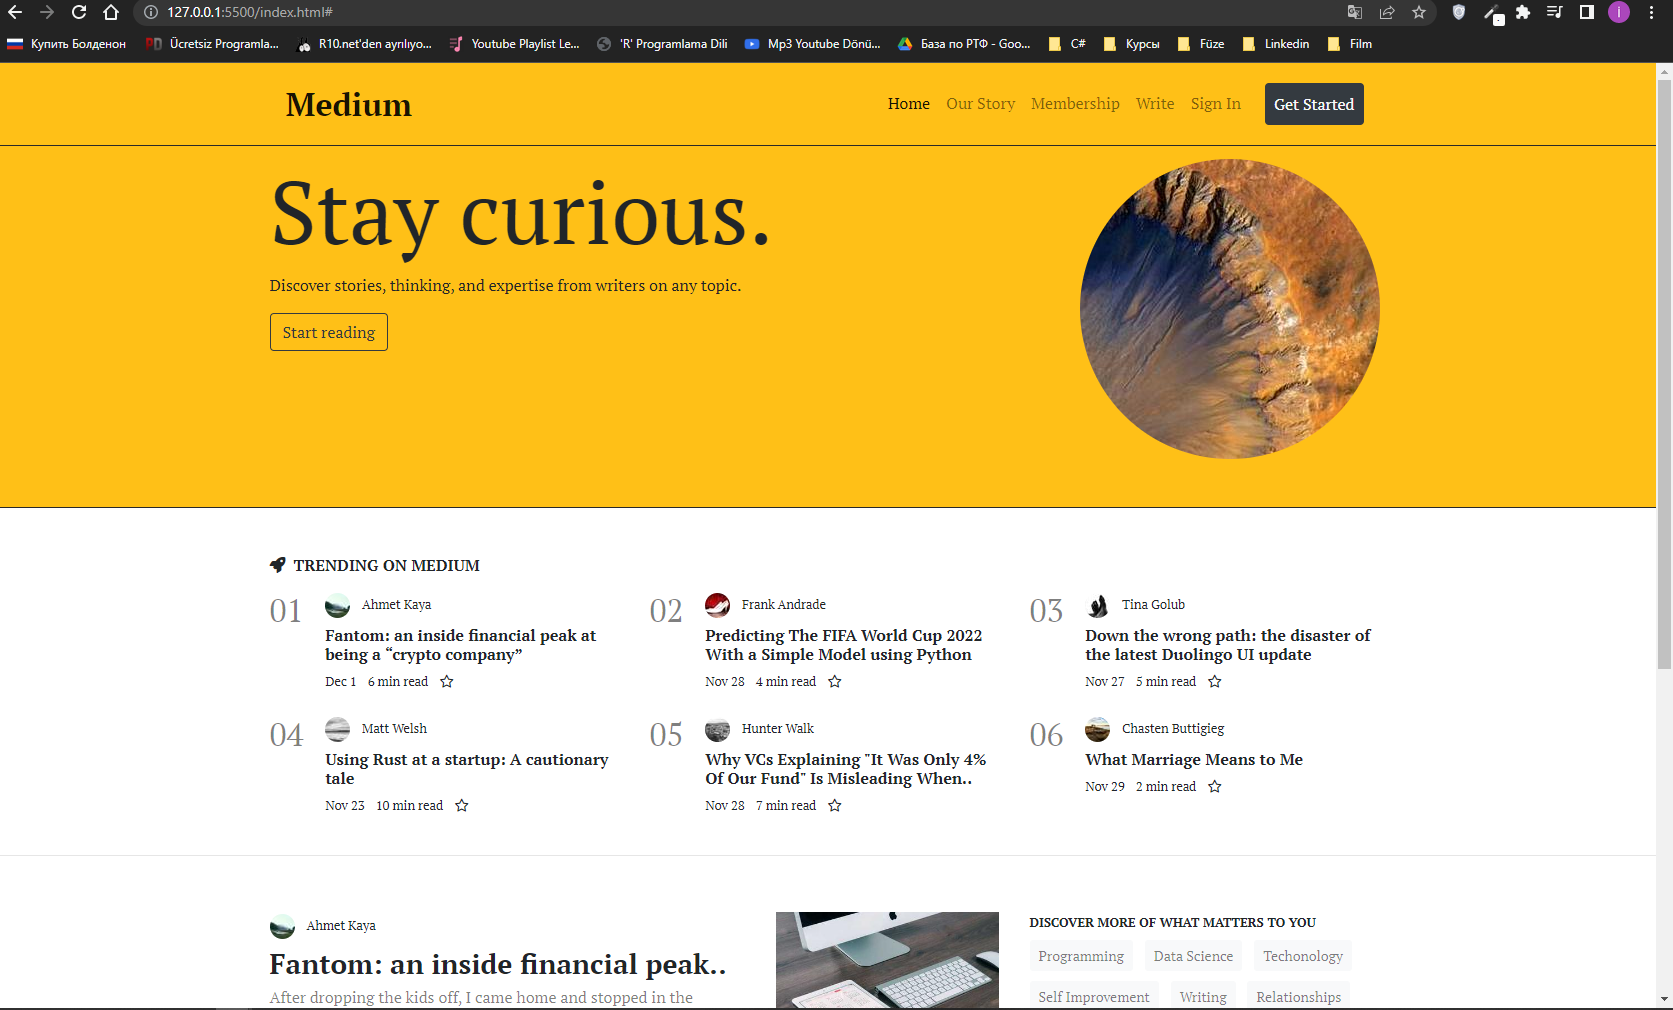 127.0.0.1:5500/index.html#
Купить Болденон
Ücretsiz Programla...
R10.net'den ayrılıyo...
Youtube Playlist Le...
'R' Programlama Dili
Mp3 Youtube Dönü...
База по РТФ - Goo...
C#
Курсы
Füze
Linkedin
Film
Medium
Home Our Story Membership Write Sign In Get Started
Stay curious.
Discover stories, thinking, and expertise from writers on any topic.
Start reading
TRENDING ON MEDIUM
01
Ahmet Kaya
Fantom: an inside financial peak at
being a “crypto company”
Dec 1 6 min read
02
Frank Andrade
Predicting The FIFA World Cup 2022
With a Simple Model using Python
Nov 28 4 min read
03
Tina Golub
Down the wrong path: the disaster of
the latest Duolingo UI update
Nov 27 5 min read
04
Matt Welsh
Using Rust at a startup: A cautionary
tale
Nov 23 10 min read
05
Hunter Walk
Why VCs Explaining "It Was Only 4%
Of Our Fund" Is Misleading When..
Nov 28 7 min read
06
Chasten Buttigieg
What Marriage Means to Me
Nov 29 2 min read
Ahmet Kaya
Fantom: an inside financial peak..
After dropping the kids off, I came home and stopped in the
DISCOVER MORE OF WHAT MATTERS TO YOU
Programming Data Science Techonology
Self Improvement Writing Relationships